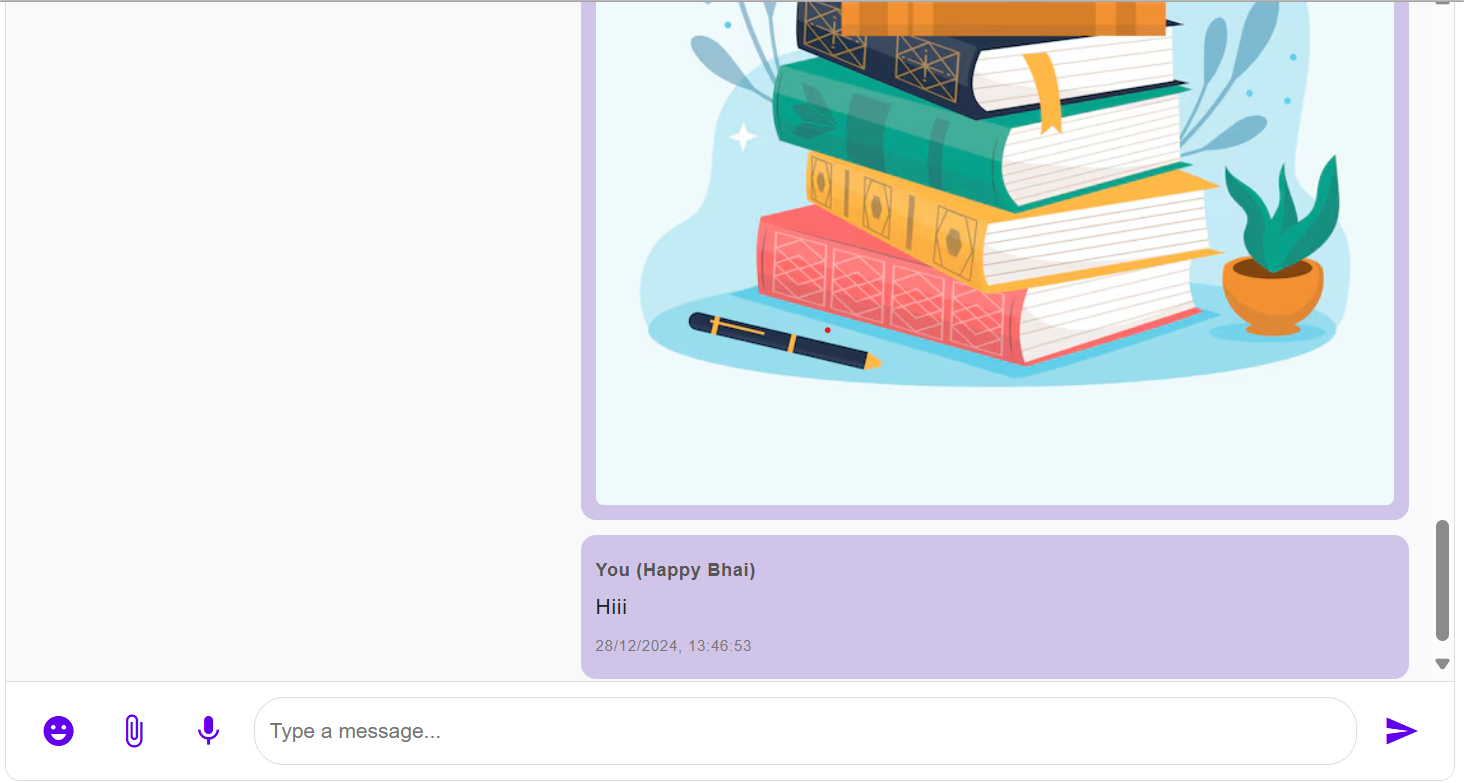 You (Happy Bhai)
Hiii
28/12/2024, 13:46:53
Type a message...